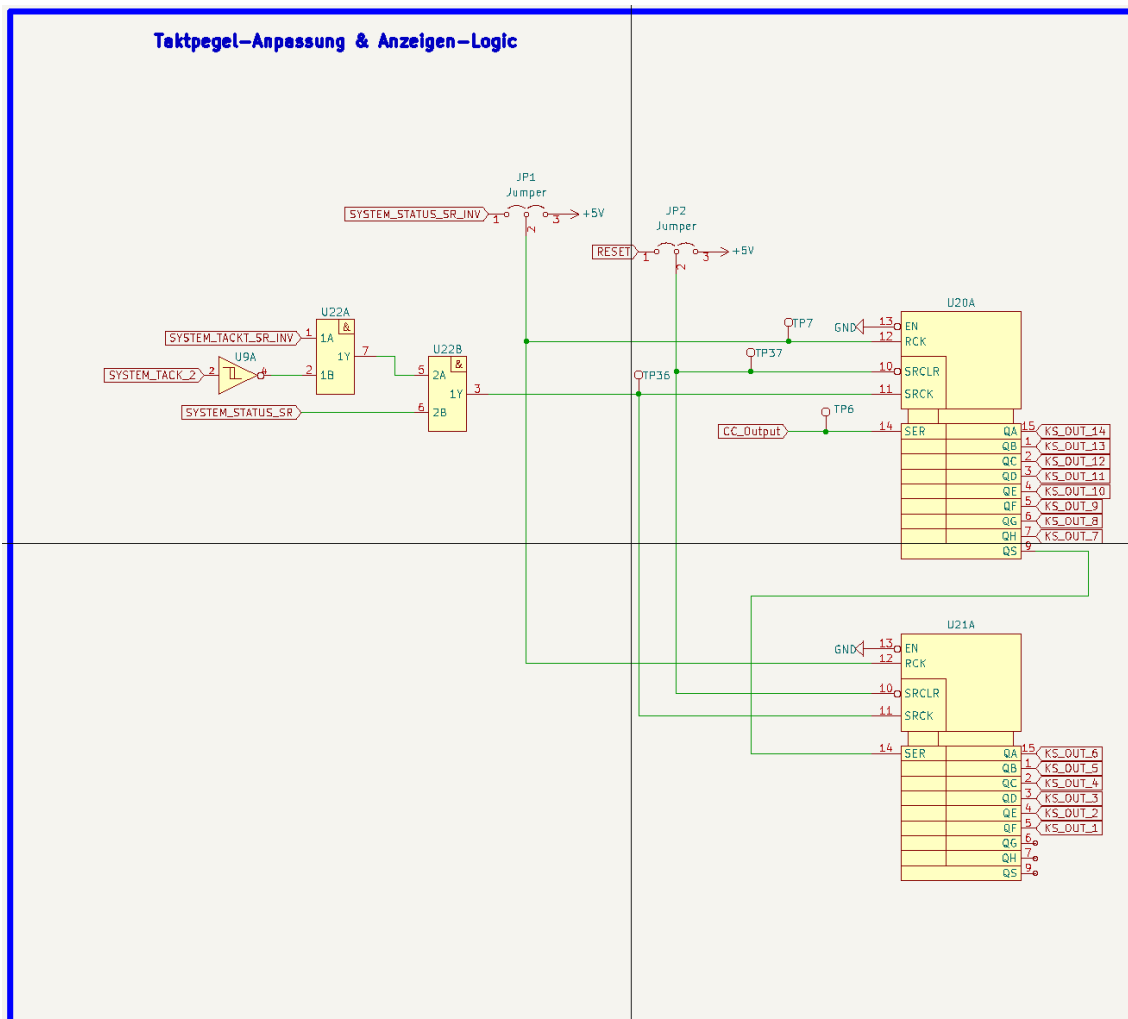 Taktpegel-Anpassung & Anzeigen-Logic
JP1
Jumper
SYSTEM_STATUS_SR_INV
1
2
3
+5V
JP2
Jumper
RESET
1
2
3
+5V
U22A
&
SYSTEM_TACKT_SR_INV
1
1A
1Y
7
U9A
SYSTEM_TACK_2
2
4
2
1B
U22B
&
5
2A
1Y
3
SYSTEM_STATUS_SR
6
2B
TP7
TP37
TP36
TP6
CC_Output
U20A
GND
13
EN
12
RCK
10
SRCLR
11
SRCK
14
SER
QA
15
KS_OUT_14
QB
1
KS_OUT_13
QC
2
KS_OUT_12
QD
3
KS_OUT_11
QE
4
KS_OUT_10
QF
5
KS_OUT_9
QG
6
KS_OUT_8
QH
7
KS_OUT_7
QS
9
U21A
GND
13
EN
12
RCK
10
SRCLR
11
SRCK
14
SER
QA
15
KS_OUT_6
QB
1
KS_OUT_5
QC
2
KS_OUT_4
QD
3
KS_OUT_3
QE
4
KS_OUT_2
QF
5
KS_OUT_1
QG
6
QH
7
QS
9